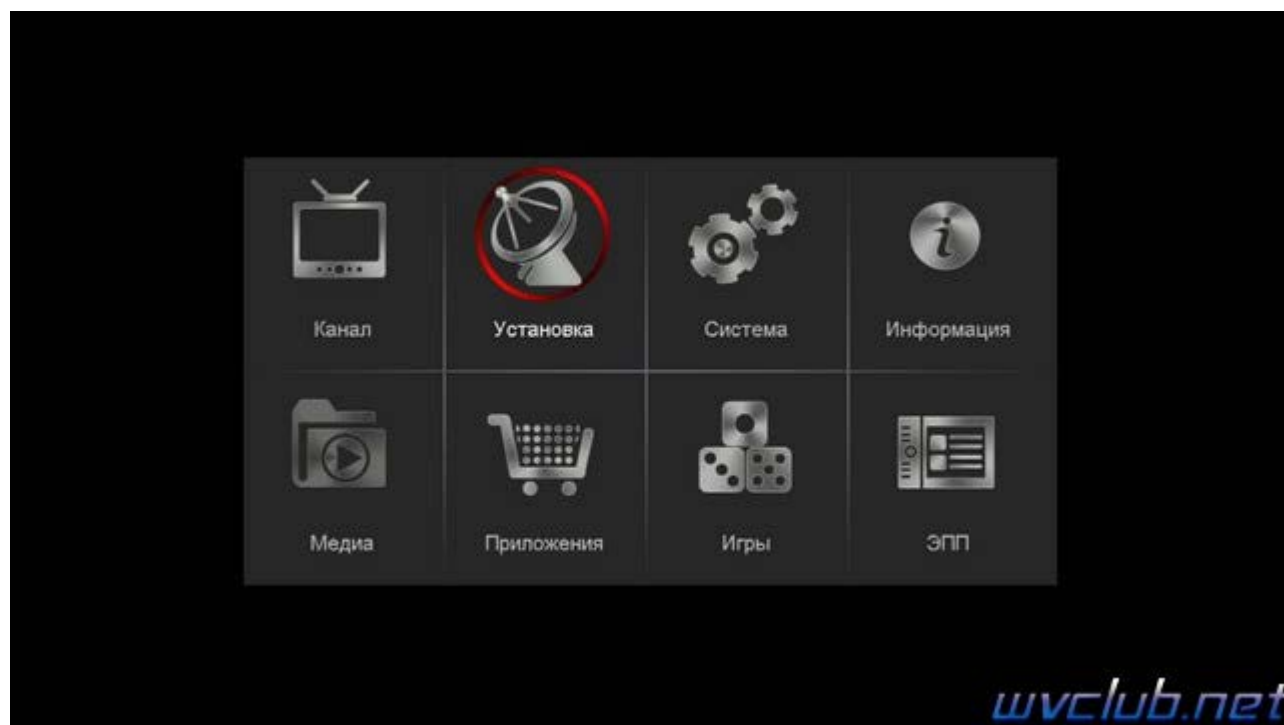 Канал
Установка
Система
Информация
Медиа
Приложения
Игры
ЭПП
wvclub.net